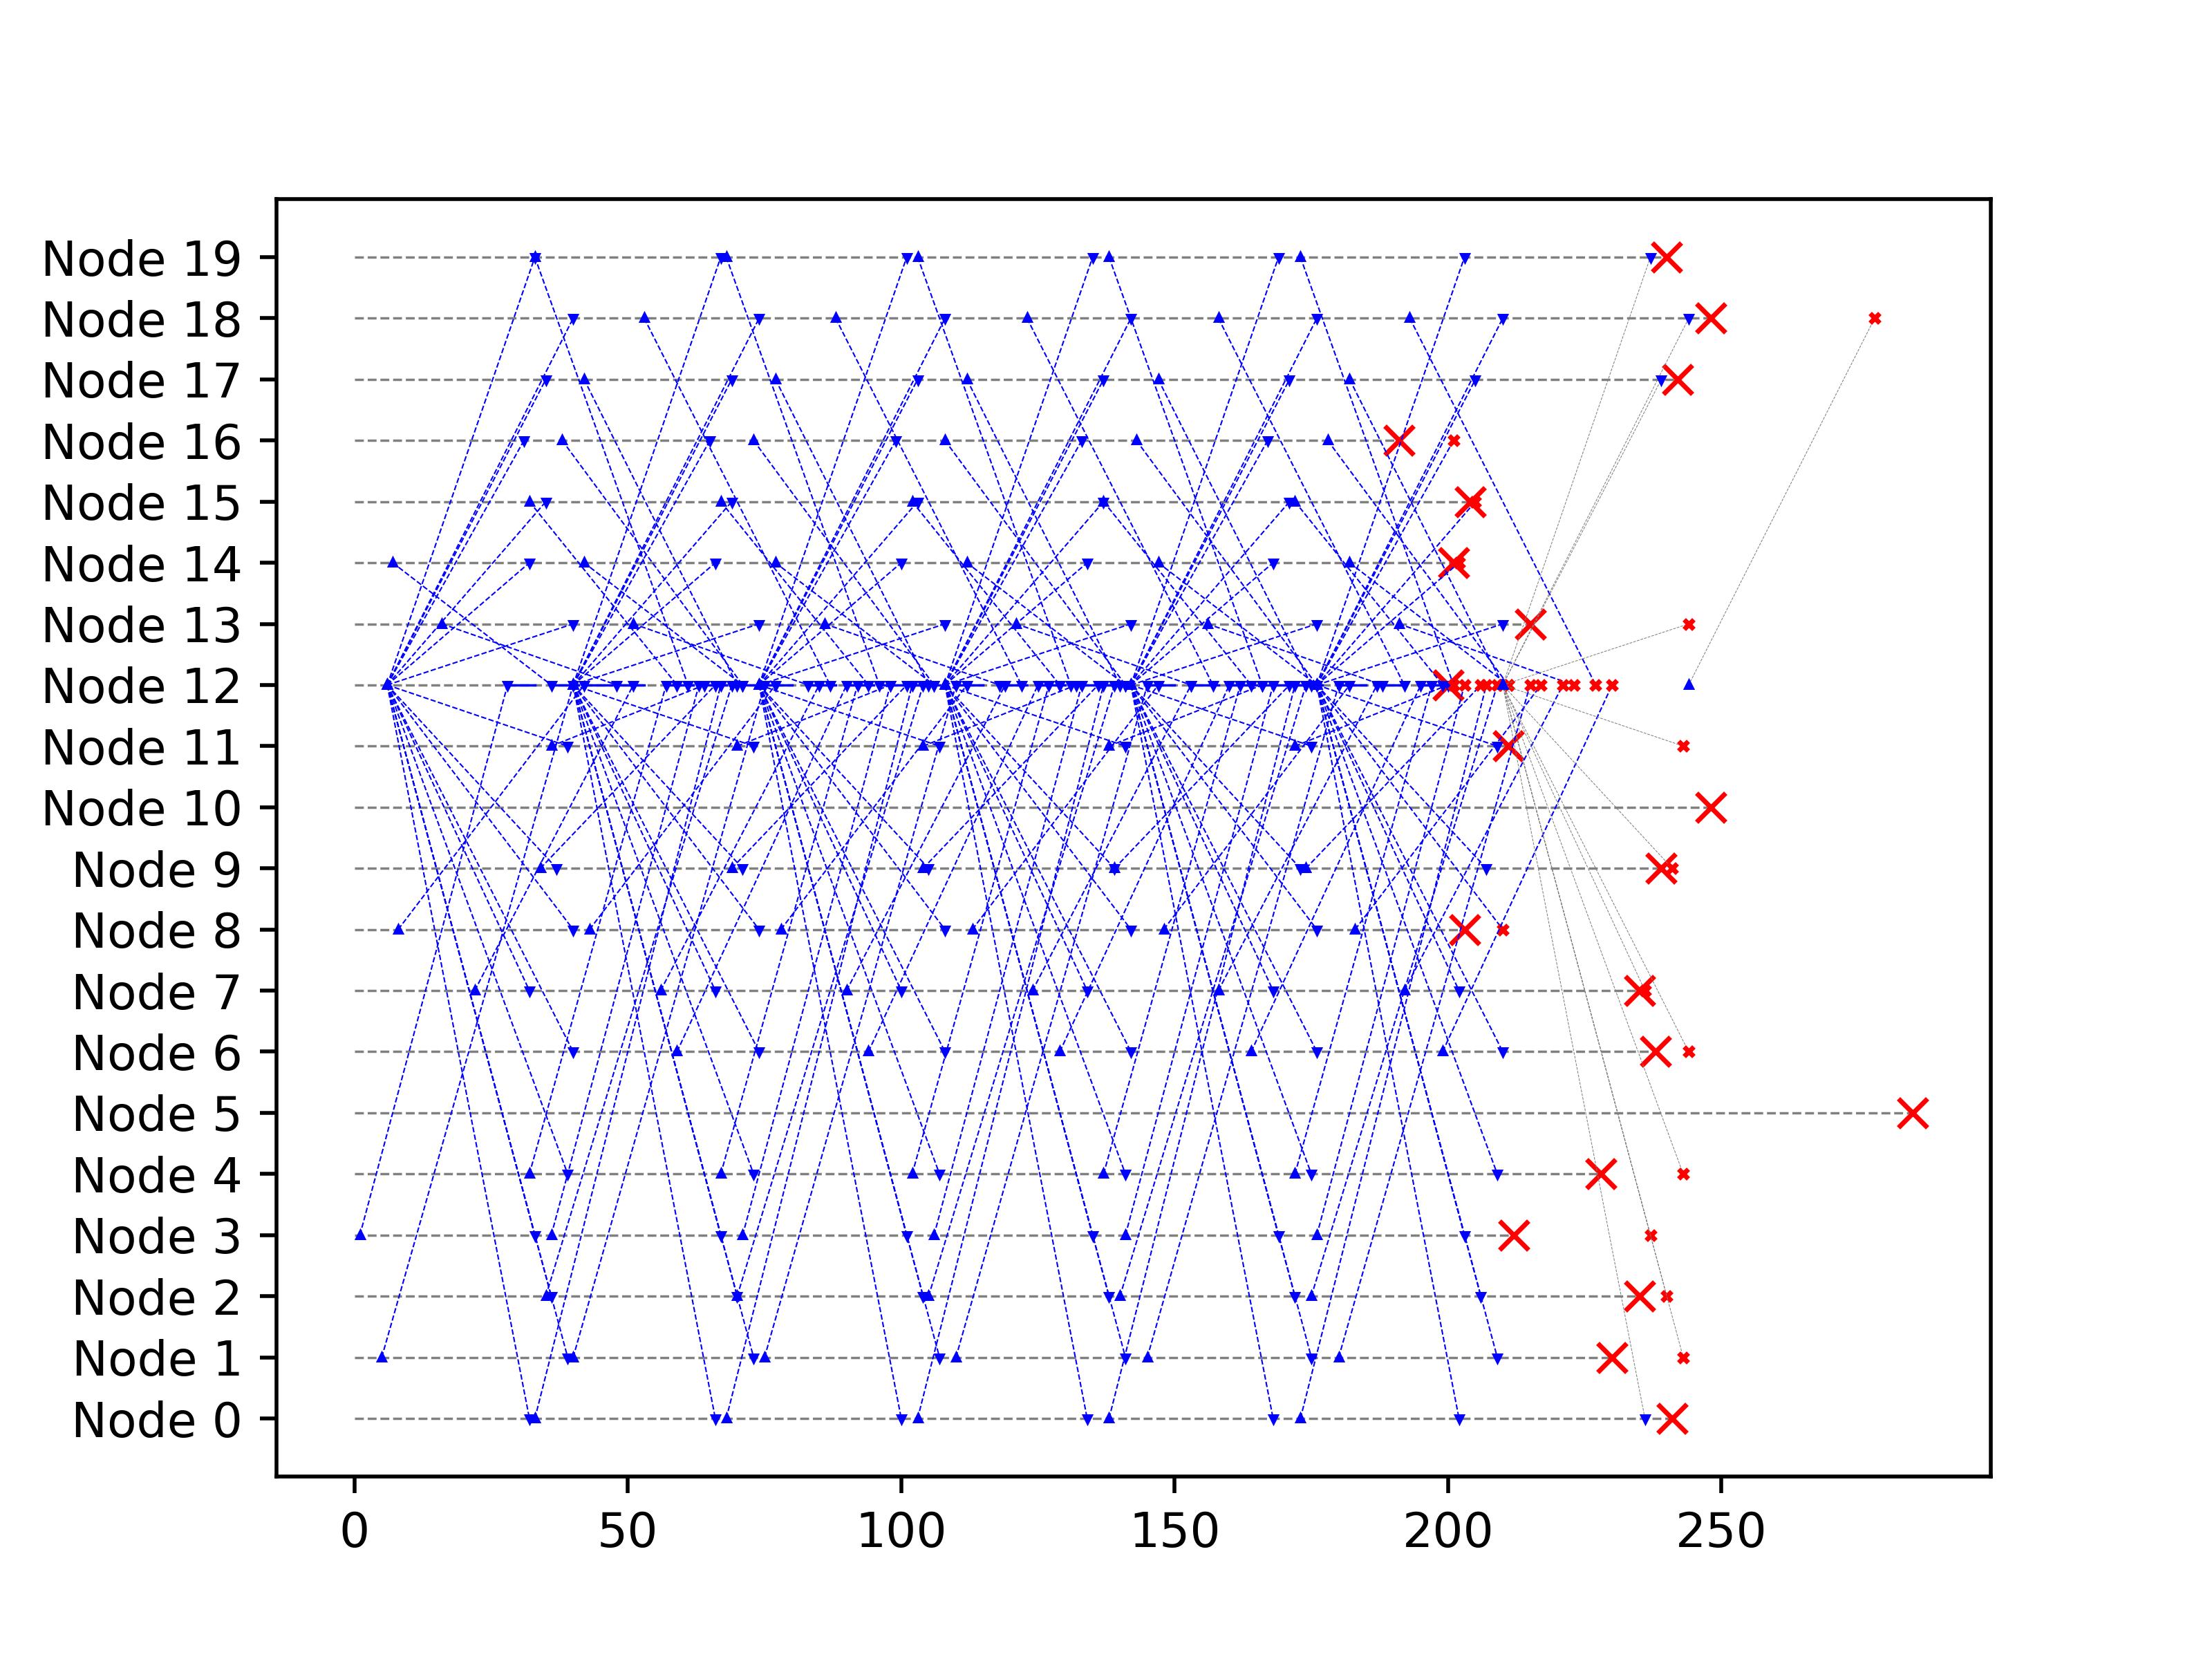 Node 19
Node 18
Node 17
Node 16
Node 15
Node 14
Node 13
Node 12
Node 11
Node 10
Node 9
Node 8
Node 7
Node 6
Node 5
Node 4
Node 3
Node 2
Node 1
Node 0
0 50 100 150 200 250